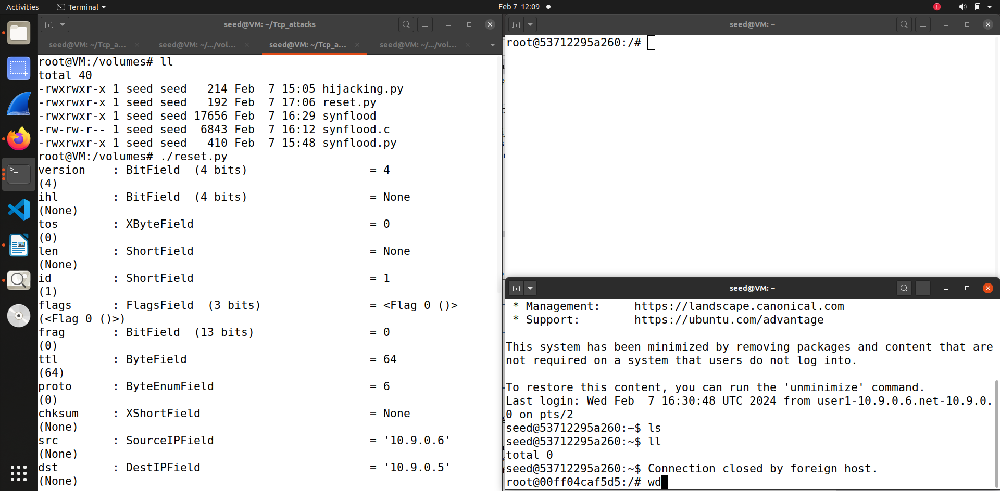 Activities
Terminal
Feb 7 12:09
seed@VM: ~/Tcp_attacks
seed@VM: ~/Tcp_a...
seed@VM: ~/.../vol...
seed@VM: ~/Tcp_a...
seed@VM: ~/.../vol...
root@VM:/volumes# ll
total 40
-rwxrwxr-x 1 seed seed   214 Feb  7 15:05 hijacking.py
-rwxrwxr-x 1 seed seed   192 Feb  7 17:06 reset.py
-rwxrwxr-x 1 seed seed 17656 Feb  7 16:29 synflood
-rw-rw-r-- 1 seed seed  6843 Feb  7 16:12 synflood.c
-rwxrwxr-x 1 seed seed   410 Feb  7 15:48 synflood.py
root@VM:/volumes# ./reset.py
version    : BitField  (4 bits)                  = 4
(4)
ihl        : BitField  (4 bits)                  = None
(None)
tos        : XByteField                          = 0
(0)
len        : ShortField                          = None
(None)
id         : ShortField                          = 1
(1)
flags      : FlagsField  (3 bits)                = <Flag 0 ()>
(<Flag 0 ()>)
frag       : BitField  (13 bits)                 = 0
(0)
ttl        : ByteField                           = 64
(64)
proto      : ByteEnumField                       = 6
(0)
chksum     : XShortField                         = None
(None)
src        : SourceIPField                       = '10.9.0.6'
(None)
dst        : DestIPField                         = '10.9.0.5'
(None)
seed@VM: ~
root@53712295a260:/#
seed@VM: ~
 * Management:     https://landscape.canonical.com
 * Support:        https://ubuntu.com/advantage
This system has been minimized by removing packages and content that are
not required on a system that users do not log into.
To restore this content, you can run the 'unminimize' command.
Last login: Wed Feb  7 16:30:48 UTC 2024 from user1-10.9.0.6.net-10.9.0.
0 on pts/2
seed@53712295a260:~$ ls
seed@53712295a260:~$ ll
total 0
seed@53712295a260:~$ Connection closed by foreign host.
root@00ff04caf5d5:/# wd